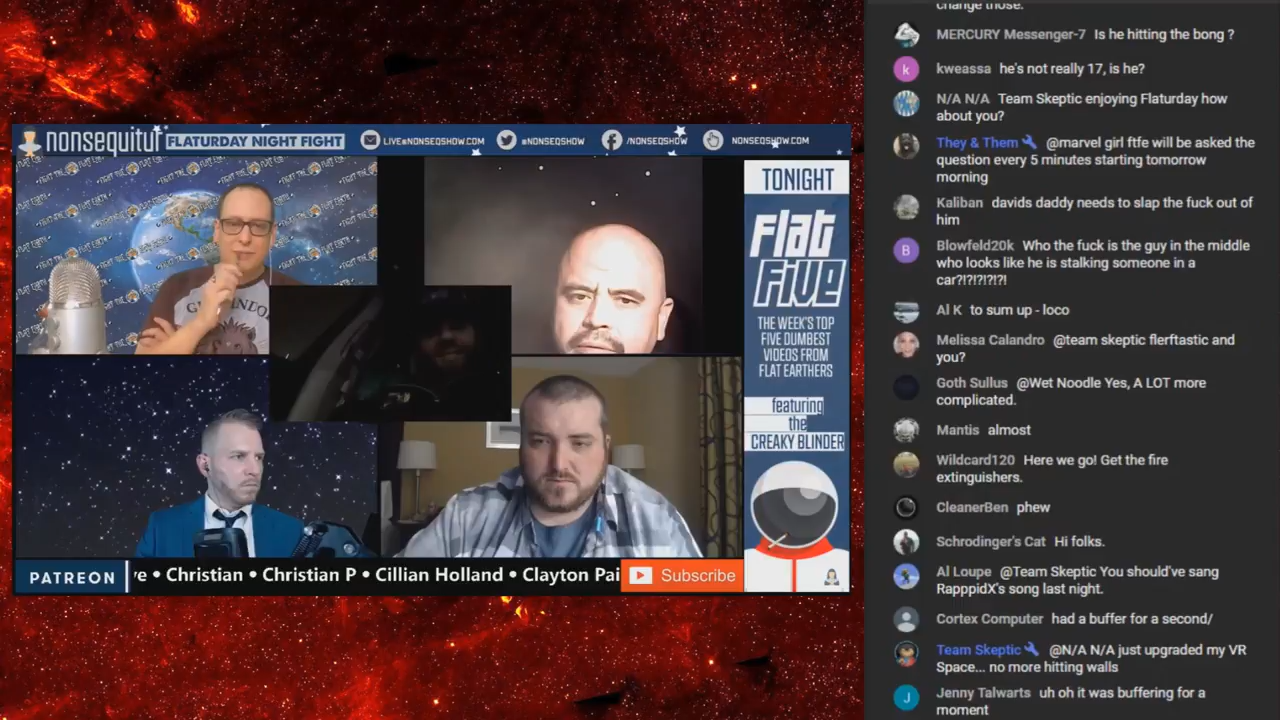 nonsequitur FLATURDAY NIGHT FIGHT LIVE@NONSEQSHOW.COM @NONSEQSHOW /NONSEQSHOW NONSEQSHOW.COM
TONIGHT
flat
five
THE WEEK'S TOP
FIVE DUMBEST
VIDEOS FROM
FLAT EARTHERS
featuring
the
CREAKY BLINDER
PATREON
• Christian • Christian P • Cillian Holland • Clayton Pai
Subscribe
change those.
MERCURY Messenger-7 Is he hitting the bong ?
k
kweassa he's not really 17, is he?
N/A N/A Team Skeptic enjoying Flaturday how
about you?
They & Them @marvel girl ftfe will be asked the
question every 5 minutes starting tomorrow
morning
Kaliban davids daddy needs to slap the fuck out of
him
B
Blowfeld20k Who the fuck is the guy in the middle
who looks like he is stalking someone in a
car?!?!?!?!?!
Al K to sum up - loco
Melissa Calandro @team skeptic flerftastic and
you?
Goth Sullus @Wet Noodle Yes, A LOT more
complicated.
Mantis almost
Wildcard120 Here we go! Get the fire
extinguishers.
CleanerBen phew
Schrodinger's Cat Hi folks.
Al Loupe @Team Skeptic You should've sang
RapppidX's song last night.
Cortex Computer had a buffer for a second/
Team Skeptic @N/A N/A just upgraded my VR
Space... no more hitting walls
J
Jenny Talwarts uh oh it was buffering for a
moment